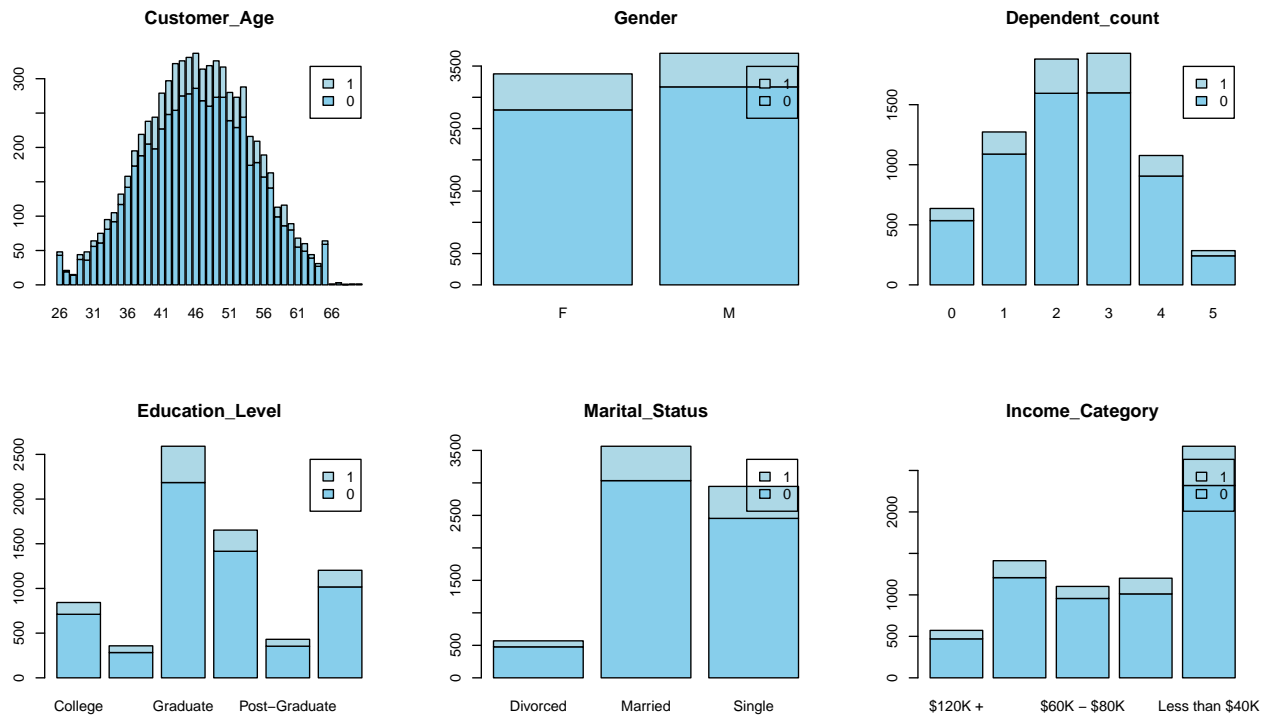 Customer_Age
0 50 100 200 300
26 31 36 41 46 51 56 61 66
1
0
Gender
0 500 1500 2500 3500
F M
1
0
Dependent_count
0 500 1000 1500
0 1 2 3 4 5
1
0
Education_Level
0 500 1000 1500 2000 2500
College Graduate Post−Graduate
1
0
Marital_Status
0 500 1500 2500 3500
Divorced Married Single
1
0
Income_Category
0 500 1000 2000
$120K + $60K − $80K Less than $40K
1
0